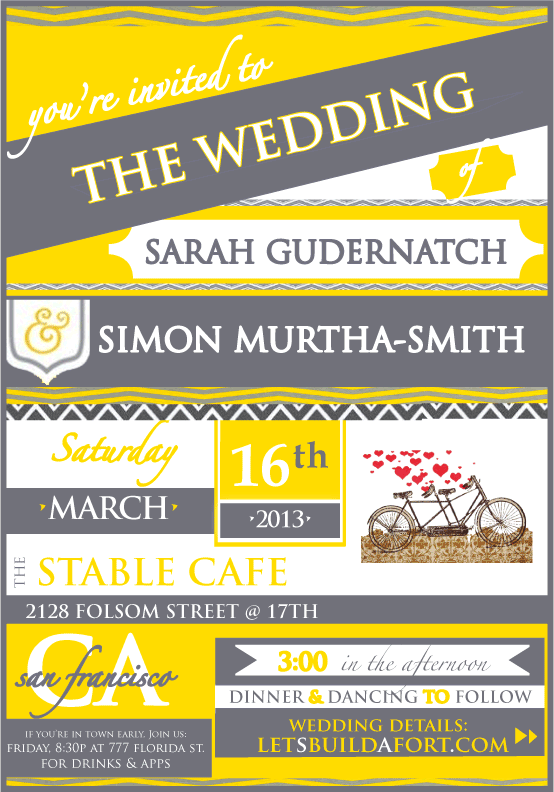 you're invited to
THE WEDDING
of
SARAH GUDERNATCH
&
SIMON MURTHA-SMITH
Saturday
MARCH
16th
2013
THE STABLE CAFE
2128 FOLSOM STREET @ 17TH
CA
san francisco
IF YOU'RE IN TOWN EARLY, JOIN US:
FRIDAY, 8:30P AT 777 FLORIDA ST.
FOR DRINKS & APPS
3:00 in the afternoon
DINNER & DANCING TO FOLLOW
WEDDING DETAILS:
LETSBUILDAFORT.COM